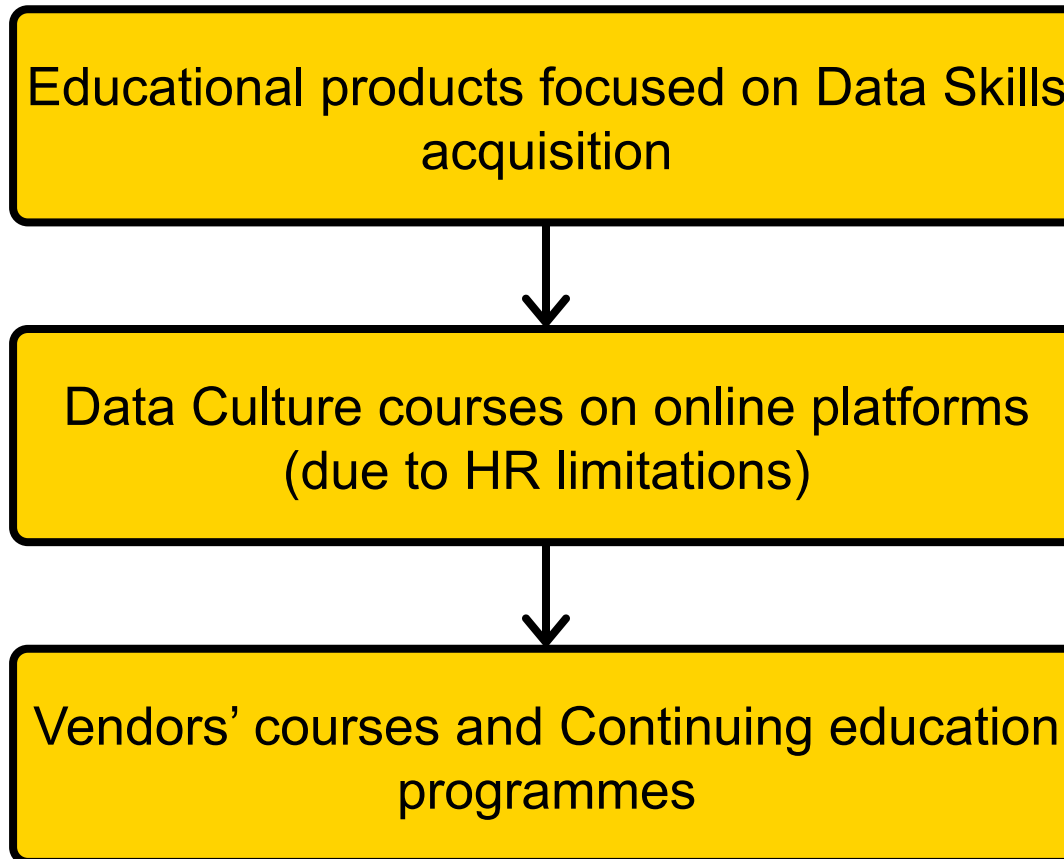 Educational products focused on Data Skills
acquisition
Data Culture courses on online platforms
(due to HR limitations)
Vendors’ courses and Continuing education
programmes